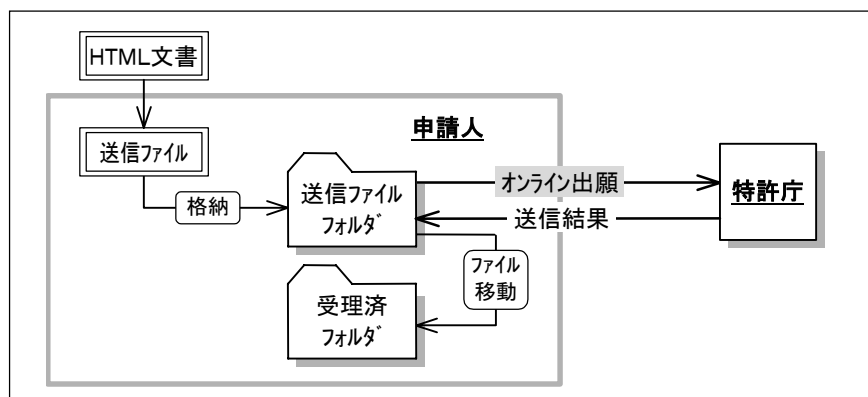 HTML文書
申請人
送信ファイル
格納
送信ファイル
フォルダ
オンライン出願
送信結果
特許庁
ファイル
移動
受理済
フォルダ